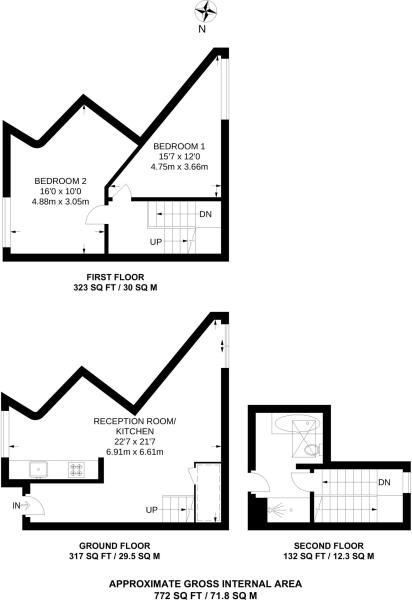 N
BEDROOM 1
15'7 x 12'0
4.75m x 3.66m
BEDROOM 2
16'0 x 10'0
4.88m x 3.05m
DN
UP
FIRST FLOOR
323 SQ FT / 30 SQ M
RECEPTION ROOM/
KITCHEN
22'7 x 21'7
6.91m x 6.61m
IN
UP
DN
GROUND FLOOR
317 SQ FT / 29.5 SQ M
SECOND FLOOR
132 SQ FT / 12.3 SQ M
APPROXIMATE GROSS INTERNAL AREA
772 SQ FT / 71.8 SQ M